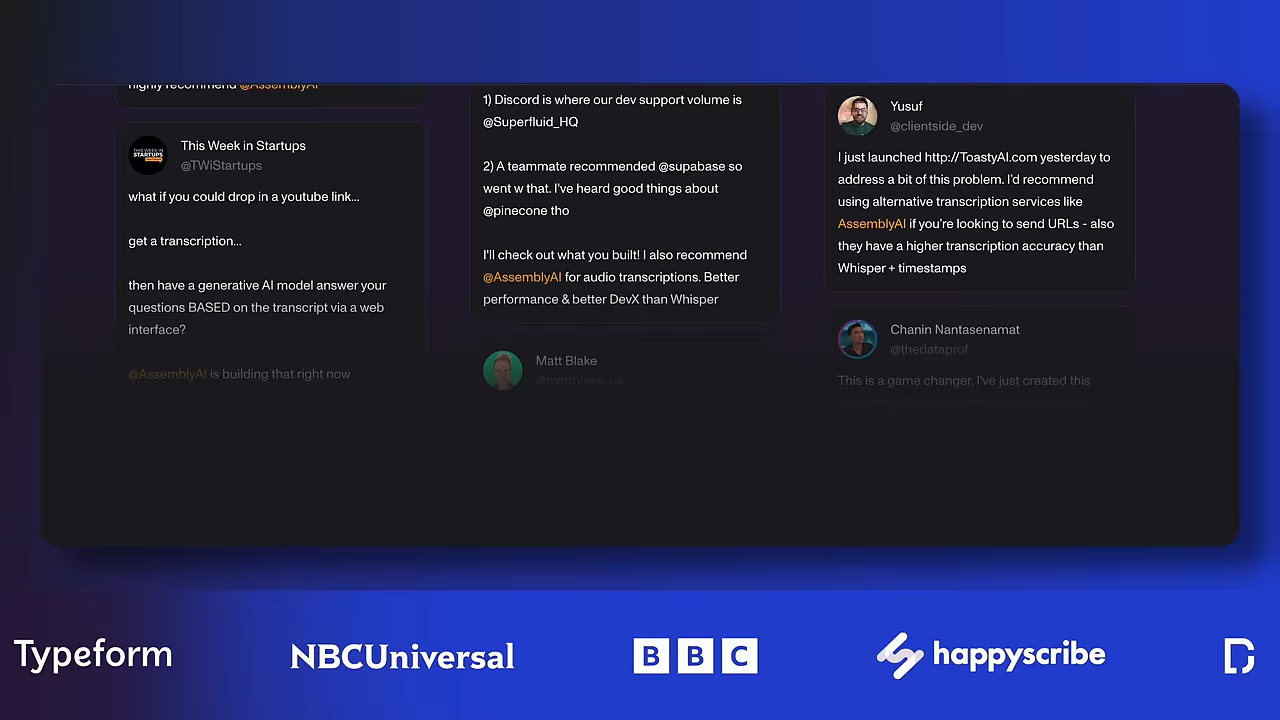 highly recommend @AssemblyAI
This Week in Startups
@TWiStartups
what if you could drop in a youtube link...
get a transcription...
then have a generative AI model answer your
questions BASED on the transcript via a web
interface?
@AssemblyAI is building that right now
1) Discord is where our dev support volume is
@Superfluid_HQ
2) A teammate recommended @supabase so
went w that. I've heard good things about
@pinecone tho
I'll check out what you built! I also recommend
@AssemblyAI for audio transcriptions. Better
performance & better DevX than Whisper
Matt Blake
Yusuf
@clientside_dev
I just launched http://ToastyAI.com yesterday to
address a bit of this problem. I'd recommend
using alternative transcription services like
AssemblyAI if you're looking to send URLs - also
they have a higher transcription accuracy than
Whisper + timestamps
Chanin Nantasenamat
@thedataprof
This is a game changer. I've just created this
Typeform
NBCUniversal
BBC
happyscribe